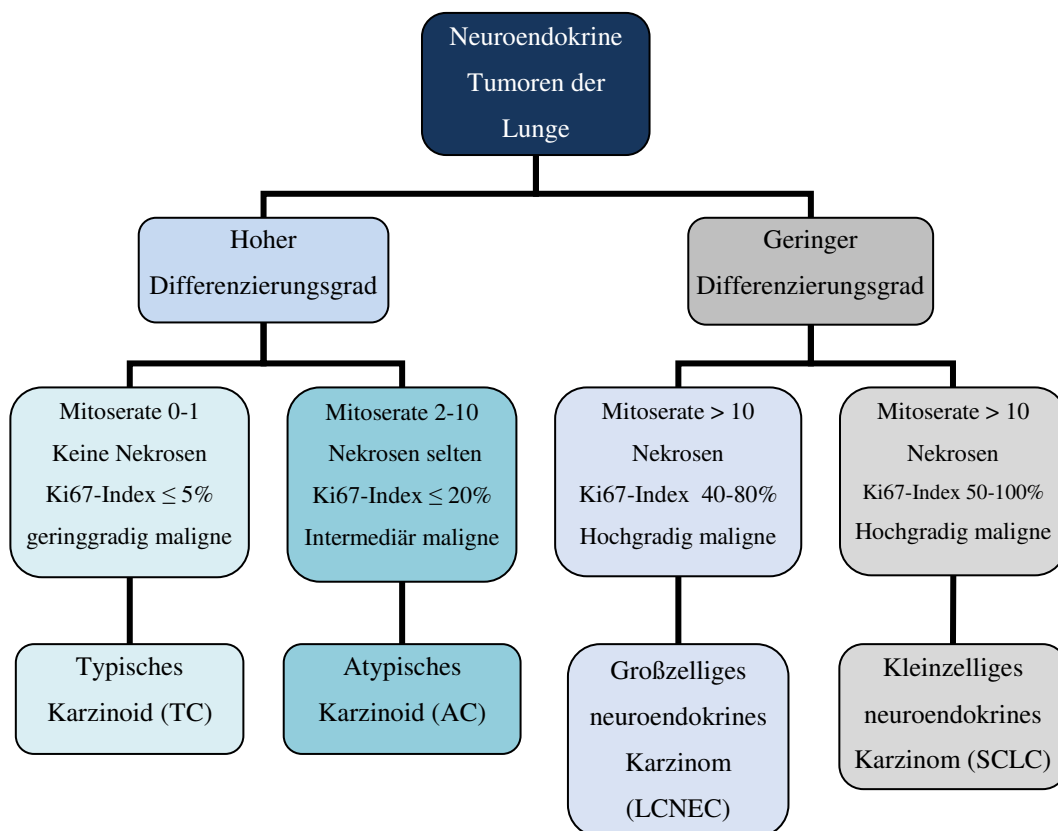 Neuroendokrine
Tumoren der
Lunge
Hoher
Differenzierungsgrad
Geringer
Differenzierungsgrad
Mitoserate 0-1
Keine Nekrosen
Ki67-Index ≤ 5%
geringgradig maligne
Mitoserate 2-10
Nekrosen selten
Ki67-Index ≤ 20%
Intermediär maligne
Mitoserate > 10
Nekrosen
Ki67-Index 40-80%
Hochgradig maligne
Mitoserate > 10
Nekrosen
Ki67-Index 50-100%
Hochgradig maligne
Typisches
Karzinoid (TC)
Atypisches
Karzinoid (AC)
Großzelliges
neuroendokrines
Karzinom
(LCNEC)
Kleinzelliges
neuroendokrines
Karzinom (SCLC)